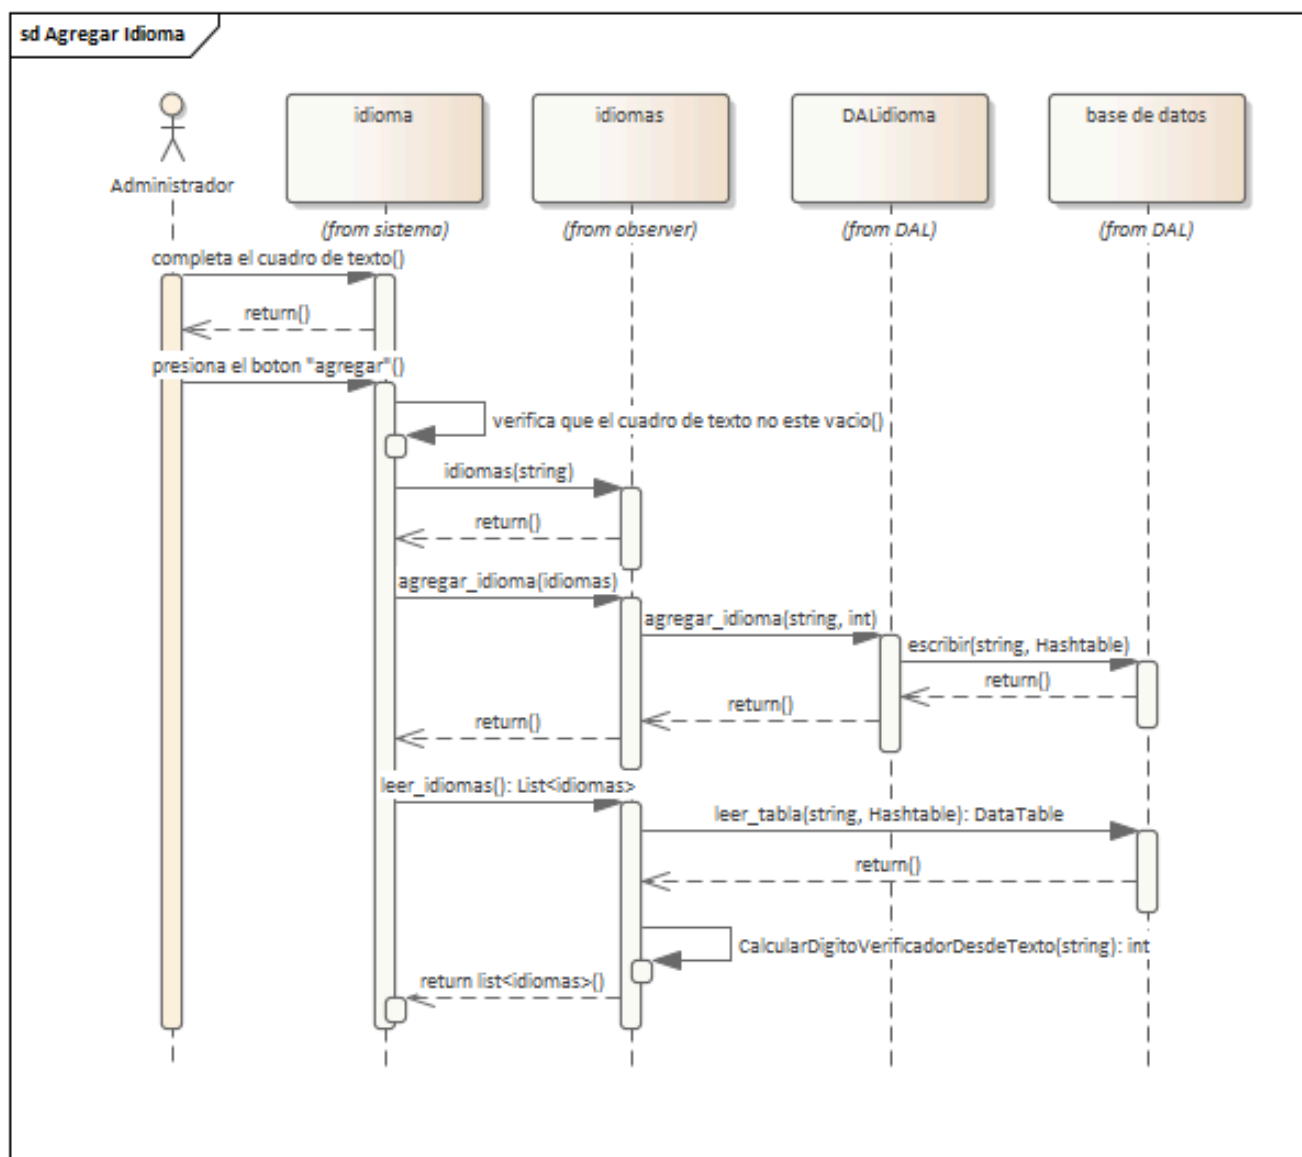 sd Agregar Idioma
Administrador
idioma
idiomas
DALidioma
base de datos
(from sistema)
(from observer)
(from DAL)
(from DAL)
completa el cuadro de texto()
return()
presiona el boton "agregar"()
verifica que el cuadro de texto no este vacio()
idiomas(string)
return()
agregar_idioma(idiomas)
agregar_idioma(string, int)
escribir(string, Hashtable)
return()
return()
return()
leer_idiomas(): List<idiomas>
leer_tabla(string, Hashtable): DataTable
return()
CalcularDigitoVerificadorDesdeTexto(string): int
return list<idiomas>()